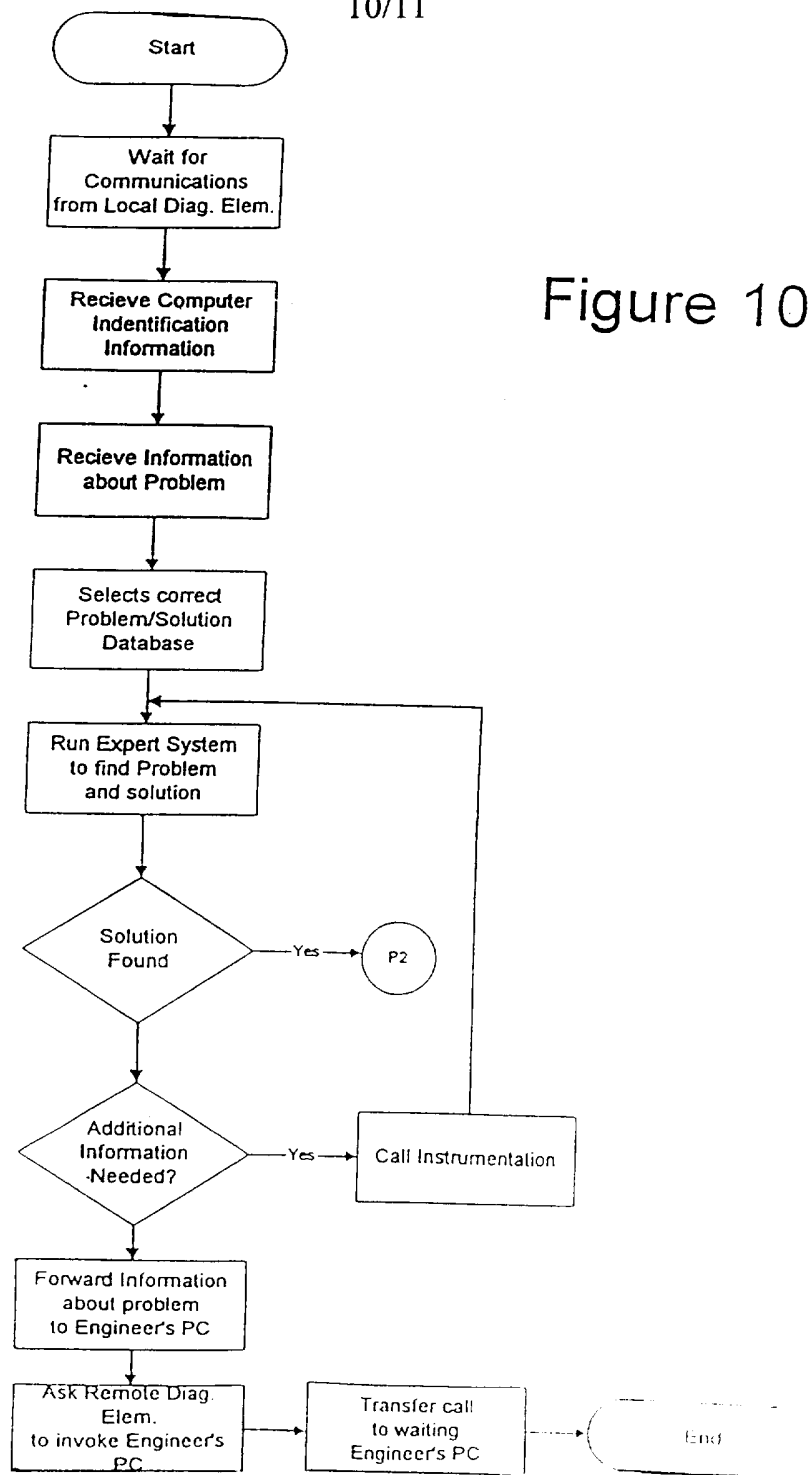 10/11
Start
Wait for
Communications
from Local Diag. Elem.
Recieve Computer
Indentification
Information
Figure 10
Recieve Information
about Problem
Selects correct
Problem/Solution
Database
Run Expert System
to find Problem
and solution
Solution
Found
Yes
P2
Additional
Information
Needed?
Yes
Call Instrumentation
Forward Information
about problem
to Engineer's PC
Ask Remote Diag.
Elem.
to invoke Engineer's
PC
Transfer call
to waiting
Engineer's PC
End